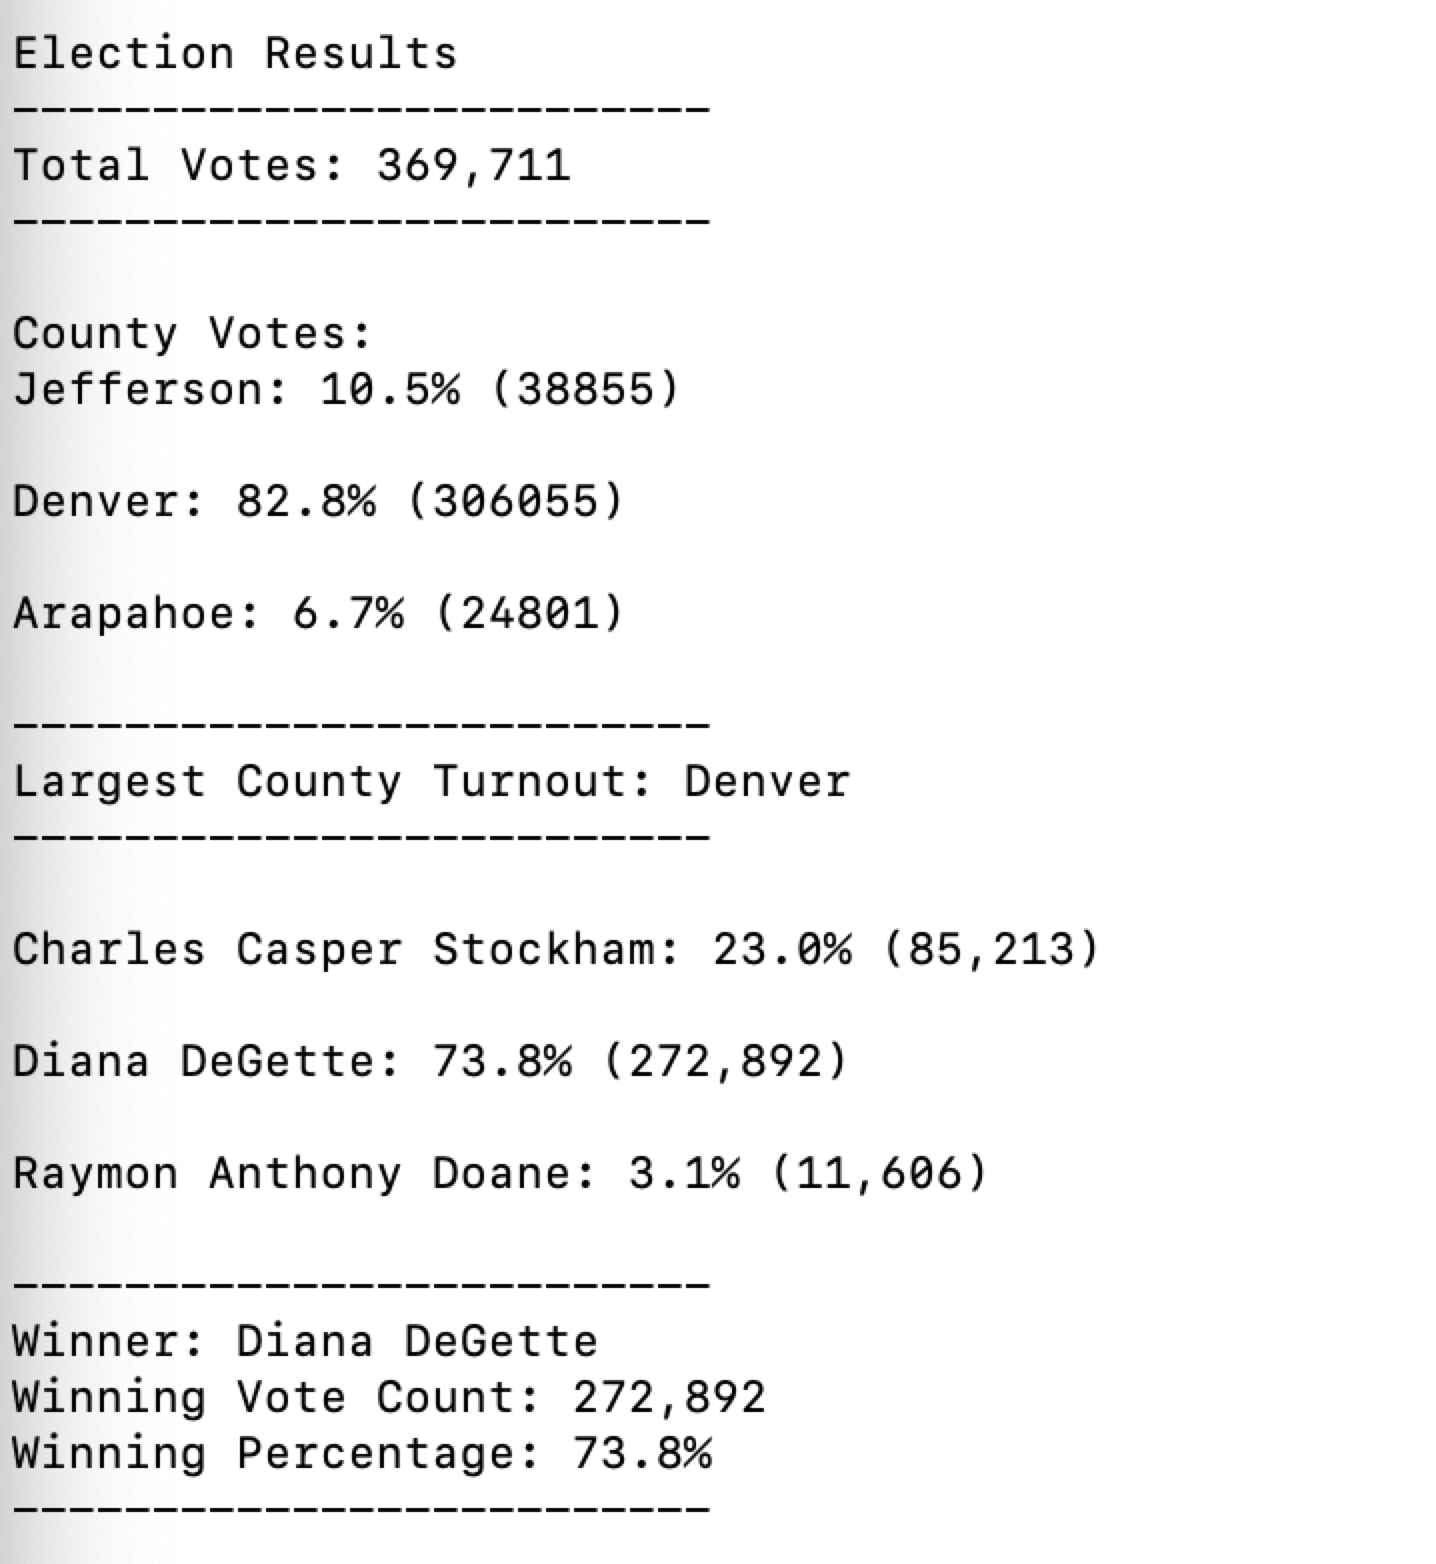 Election Results
-------------------------
Total Votes: 369,711
-------------------------
County Votes:
Jefferson: 10.5% (38855)
Denver: 82.8% (306055)
Arapahoe: 6.7% (24801)
-------------------------
Largest County Turnout: Denver
-------------------------
Charles Casper Stockham: 23.0% (85,213)
Diana DeGette: 73.8% (272,892)
Raymon Anthony Doane: 3.1% (11,606)
-------------------------
Winner: Diana DeGette
Winning Vote Count: 272,892
Winning Percentage: 73.8%
-------------------------